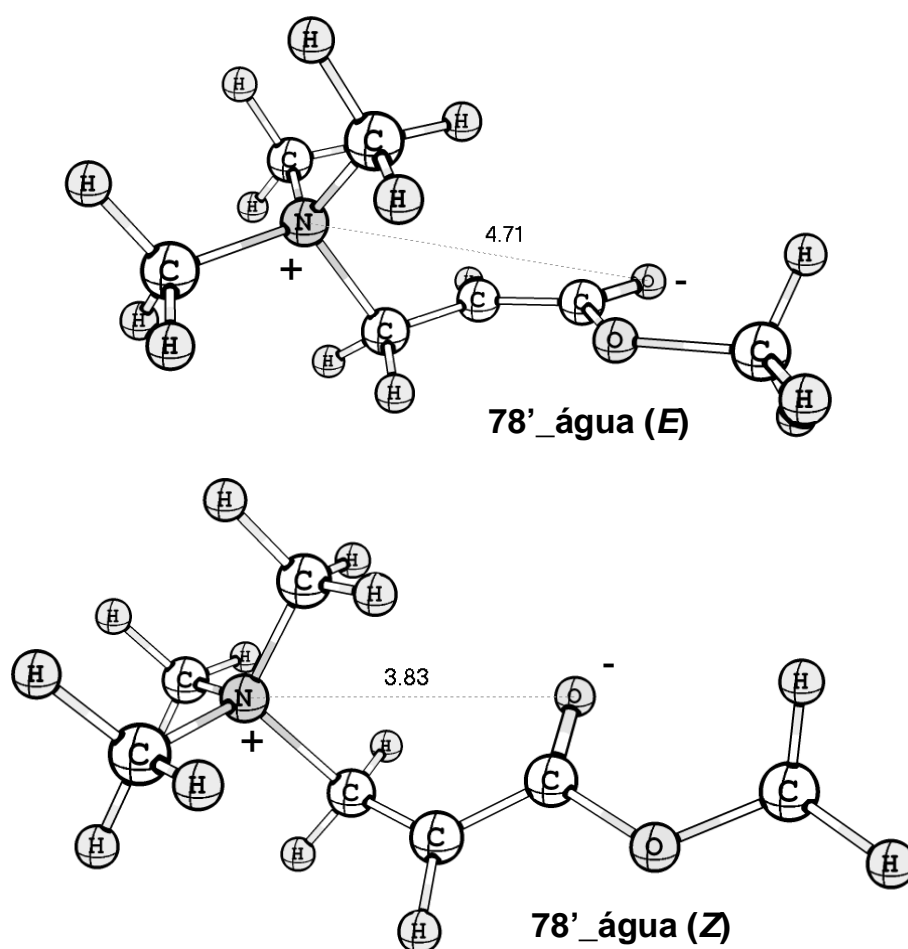 H
H
H
C
C
H
H
H
N
4.71
H
C + H O -
C C
H C O
H H C
H H
78’_água (E)
H
H
C H
H
H -
H C N 3.83 O H
+ H
C H C C C
H H C O H
H 78’_água (Z)